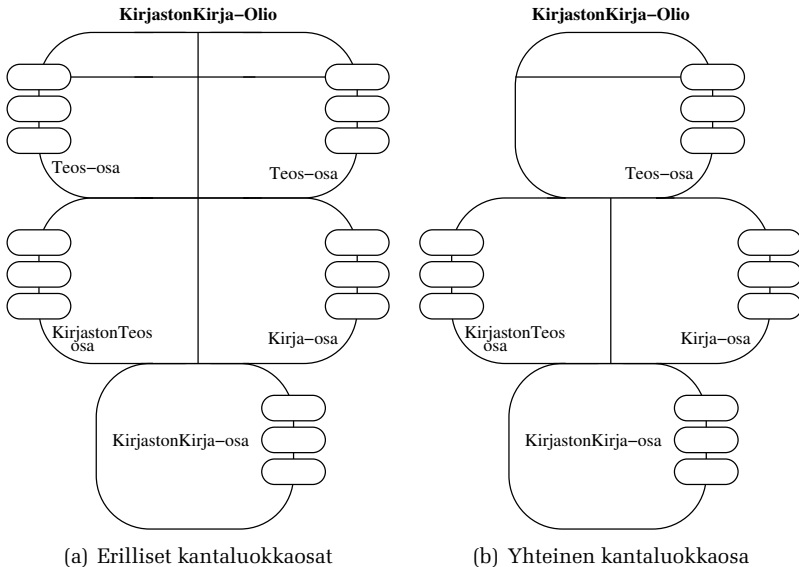 KirjastonKirja−Olio
Teos−osa
Teos−osa
KirjastonTeos
osa
Kirja−osa
KirjastonKirja−osa
(a) Erilliset kantaluokkaosat
KirjastonKirja−Olio
Teos−osa
KirjastonTeos
osa
Kirja−osa
KirjastonKirja−osa
(b) Yhteinen kantaluokkaosa